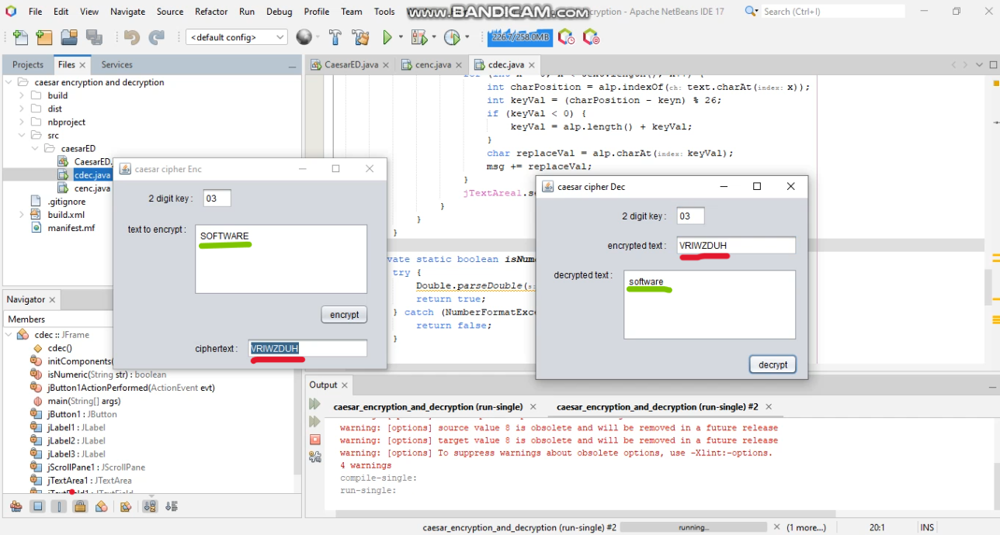 File Edit View Navigate Source Refactor Run Debug Profile Team Tools
www.BANDICAM.com
cryption - Apache NetBeans IDE 17
Search (Ctrl+I)
<default config>
226.7/258.0MB
Projects Files Services
CaesarED.java cenc.java cdec.java
caesar encryption and decryption
build
dist
nbproject
src
caesarED
CaesarED.
cdec.java
cenc.java
.gitignore
build.xml
manifest.mf
int charPosition = alp.indexOf(ch: text.charAt(index: x));
int keyVal = (charPosition - keyn) % 26;
if (keyVal < 0) {
keyVal = alp.length() + keyVal;
}
char replaceVal = alp.charAt(index: keyVal);
msg += replaceVal;
}
jTextArea1.s
}
}
}
vate static boolean isNum
try {
Double.parseDouble(s:
return true;
} catch (NumberFormatExce
return false;
}
caesar cipher Enc
2 digit key : 03
text to encrypt : SOFTWARE
encrypt
ciphertext : VRIWZDUH
caesar cipher Dec
2 digit key : 03
encrypted text : VRIWZDUH
decrypted text : software
decrypt
Navigator
Members
cdec :: JFrame
cdec()
initComponents(
isNumeric(String str) : boolean
jButton1ActionPerformed(ActionEvent evt)
main(String[] args)
jButton1 : JButton
jLabel1 : JLabel
jLabel2 : JLabel
jLabel3 : JLabel
jScrollPane1 : JScrollPane
jTextArea1 : JTextArea
Output
caesar_encryption_and_decryption (run-single) caesar_encryption_and_decryption (run-single) #2
warning: [options] source value 8 is obsolete and will be removed in a future release
warning: [options] target value 8 is obsolete and will be removed in a future release
warning: [options] To suppress warnings about obsolete options, use -Xlint:-options.
4 warnings
compile-single:
run-single:
caesar_encryption_and_decryption (run-single) #2 running... (1 more...) 20:1 INS